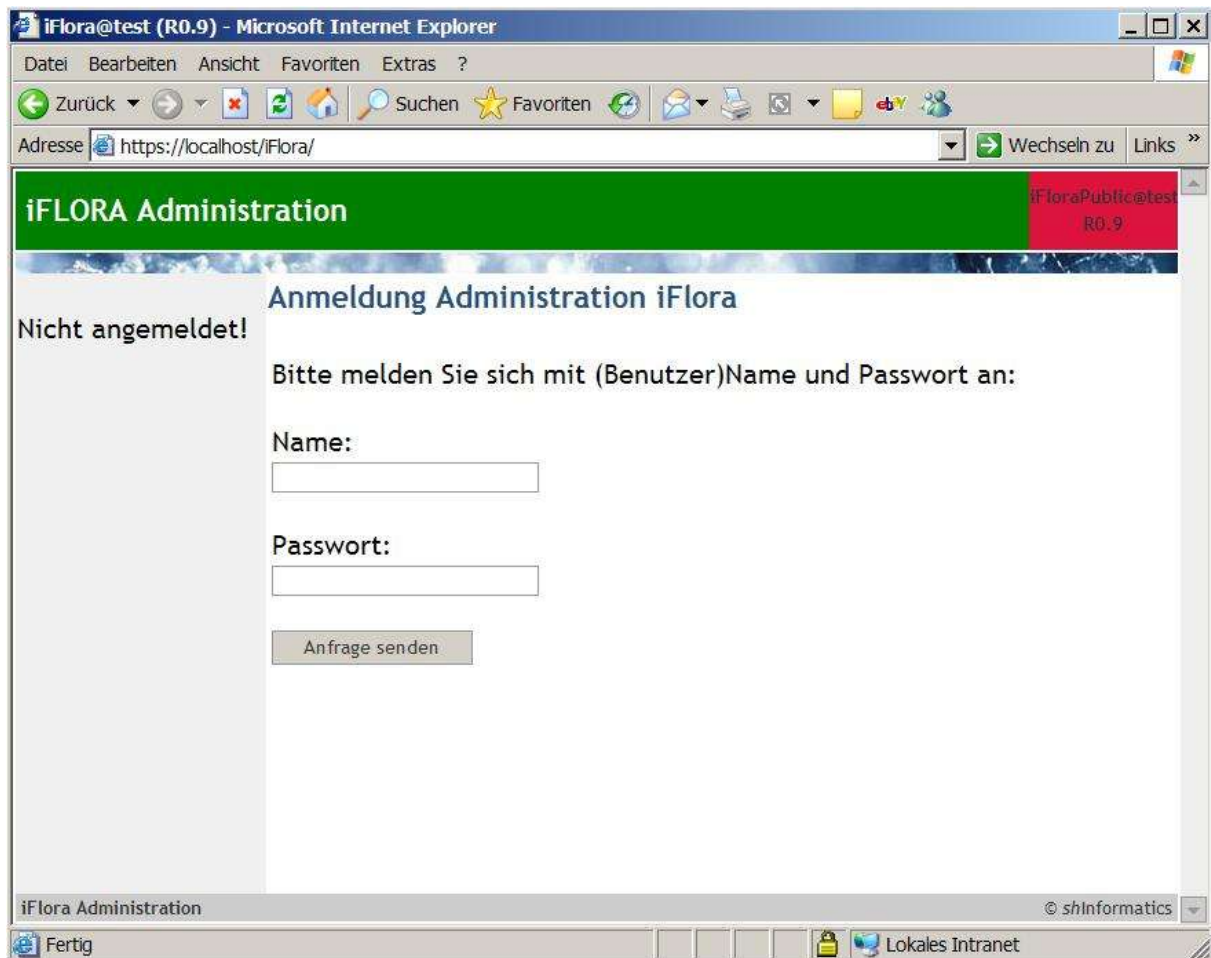 iFlora@test (R0.9) - Microsoft Internet Explorer
Datei Bearbeiten Ansicht Favoriten Extras ?
Zurück Suchen Favoriten ebY
Adresse https://localhost/iFlora/ Wechseln zu Links »
iFLORA Administration
iFloraPublic@test
R0.9
Anmeldung Administration iFlora
Nicht angemeldet!
Bitte melden Sie sich mit (Benutzer)Name und Passwort an:
Name:
Passwort:
Anfrage senden
iFlora Administration © shInformatics
Fertig Lokales Intranet